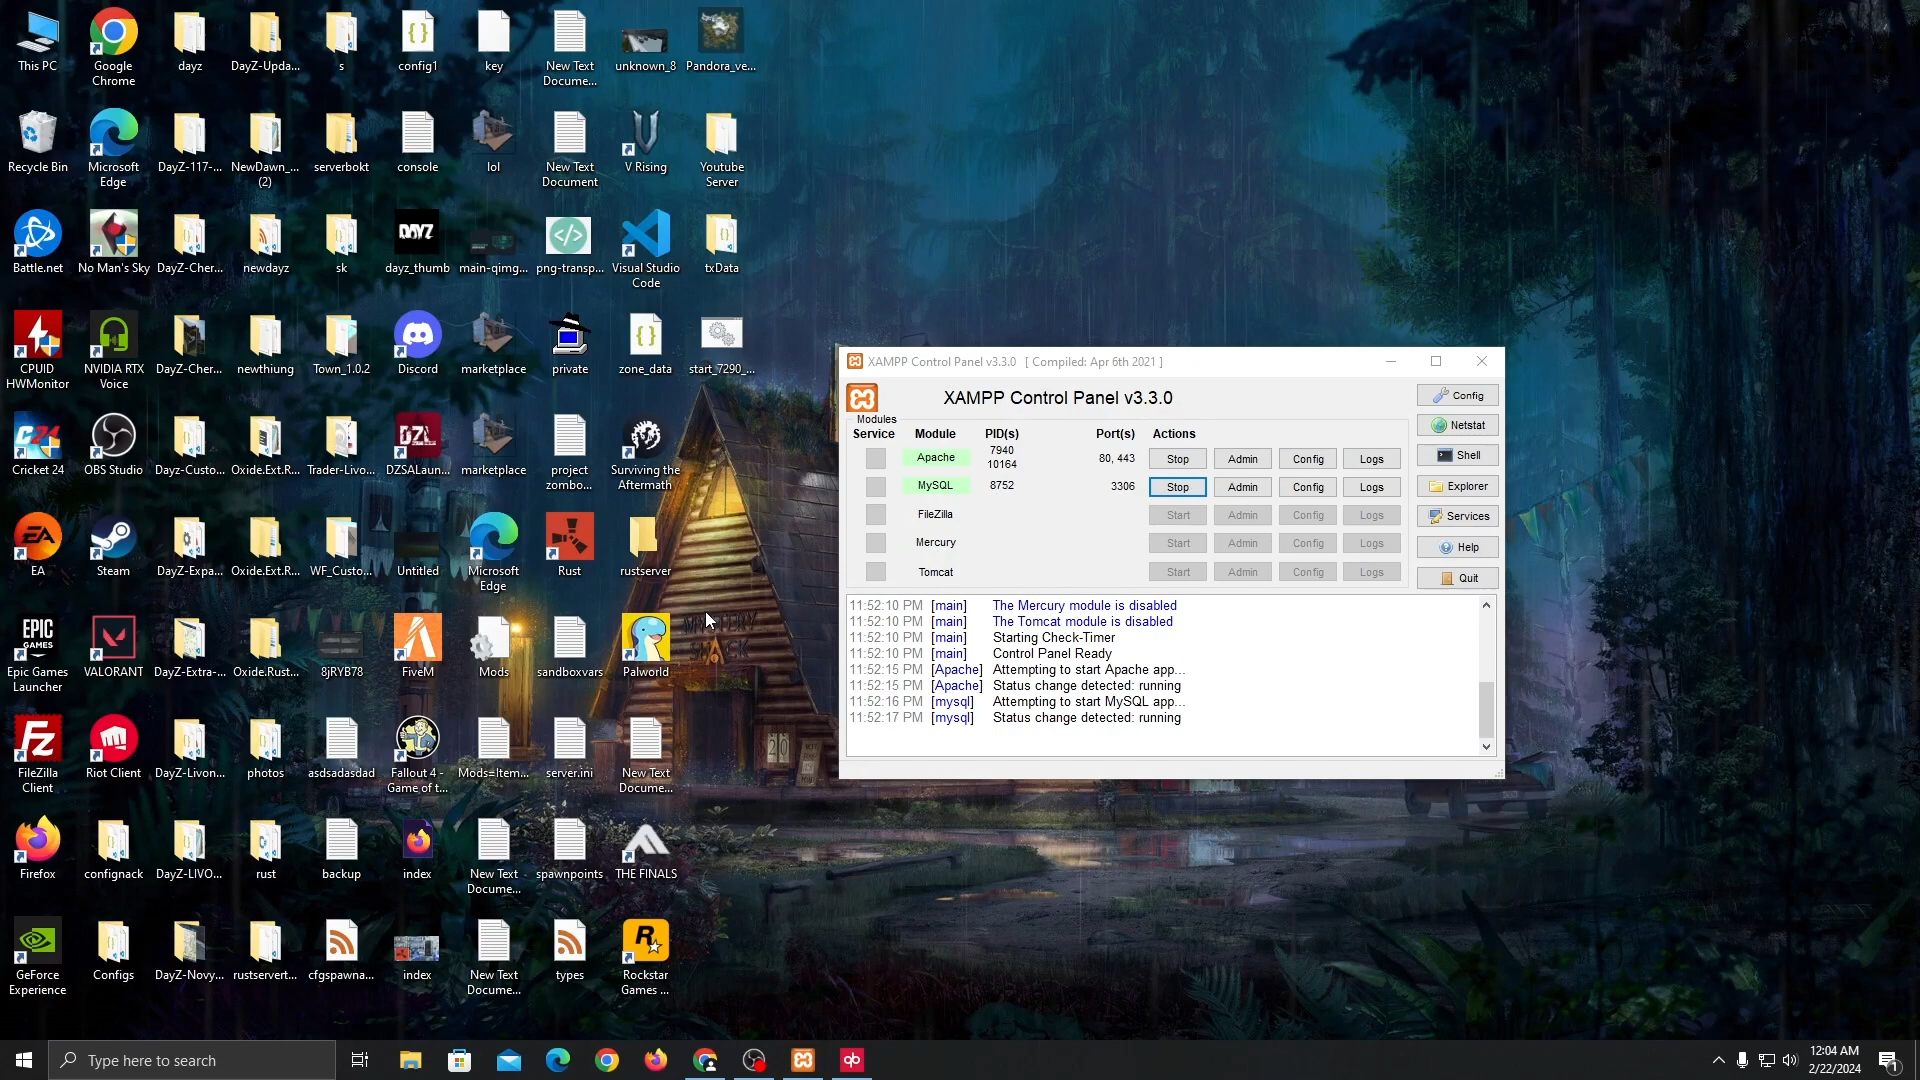 This PC
Google
Chrome
dayz
DayZ-Upda...
s
config1
key
New Text
Docume...
unknown_8
Pandora_ve...
Recycle Bin
Microsoft
Edge
DayZ-117-...
NewDawn_...
(2)
serverbokt
console
lol
New Text
Document
V Rising
Youtube
Server
Battle.net
No Man's Sky
DayZ-Cher...
newdayz
sk
DAYZ
dayz_thumb
main-qimg...
png-transp...
Visual Studio
Code
txData
CPUID
HWMonitor
NVIDIA RTX
Voice
DayZ-Cher...
newthiung
Town_1.0.2
Discord
marketplace
private
zone_data
start_7290_...
Cricket 24
OBS Studio
Dayz-Custo...
Oxide.Ext.R...
Trader-Livo...
DZL
DZSALaun...
marketplace
project
zombo...
Surviving the
Aftermath
EA
Steam
DayZ-Expa...
Oxide.Ext.R...
WF_Custo...
Untitled
Microsoft
Edge
Rust
rustserver
EPIC
GAMES
Epic Games
Launcher
VALORANT
DayZ-Extra-...
Oxide.Rust...
8jRYB78
FiveM
Mods
sandboxvars
Palworld
MYSTERY
SHACK
FileZilla
Client
Riot Client
DayZ-Livon...
photos
asdsadasdad
Fallout 4 -
Game of t...
Mods=Item...
server.ini
New Text
Docume...
20
Firefox
confignack
DayZ-LIVO...
rust
backup
index
New Text
Docume...
spawnpoints
THE FINALS
GeForce
Experience
Configs
DayZ-Novy...
rustservert...
cfgspawna...
index
New Text
Docume...
types
Rockstar
Games ...
XAMPP Control Panel v3.3.0 [ Compiled: Apr 6th 2021 ]
XAMPP Control Panel v3.3.0
Config
Modules
Service Module PID(s) Port(s) Actions
Netstat
Apache 7940
10164 80, 443 Stop Admin Config Logs
Shell
MySQL 8752 3306 Stop Admin Config Logs
Explorer
FileZilla Start Admin Config Logs
Services
Mercury Start Admin Config Logs
Help
Tomcat Start Admin Config Logs
Quit
11:52:10 PM [main] The Mercury module is disabled
11:52:10 PM [main] The Tomcat module is disabled
11:52:10 PM [main] Starting Check-Timer
11:52:10 PM [main] Control Panel Ready
11:52:15 PM [Apache] Attempting to start Apache app...
11:52:15 PM [Apache] Status change detected: running
11:52:16 PM [mysql] Attempting to start MySQL app...
11:52:17 PM [mysql] Status change detected: running
Type here to search
qb
12:04 AM
2/22/2024
1